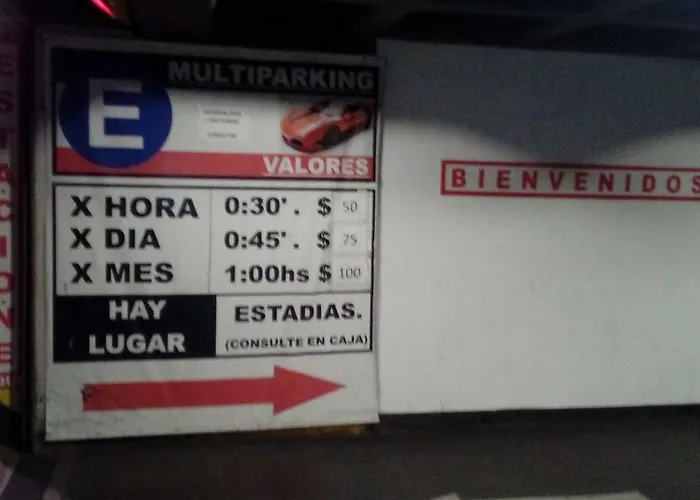 E
MULTIPARKING
VALORES
X HORA
X DIA
X MES
0:30'. $ 50
0:45'. $ 75
1:00hs $ 100
HAY
LUGAR
ESTADIAS.
(CONSULTE EN CAJA)
BIENVENIDOS
ESTACIONE